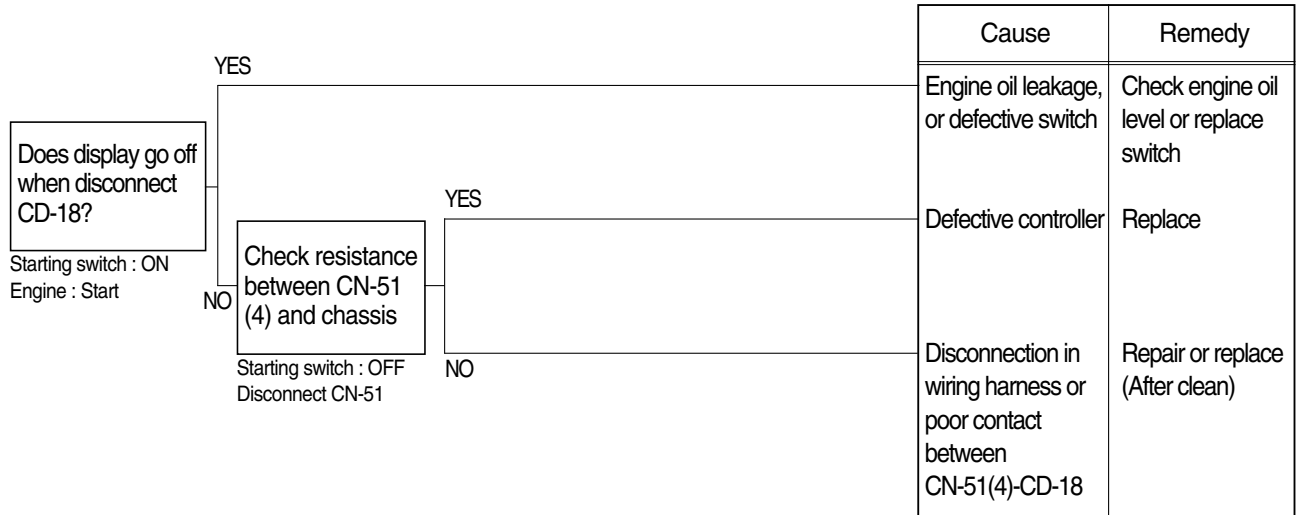 Cause
Remedy
YES
Engine oil leakage,
or defective switch
Check engine oil
level or replace
switch
Does display go off
when disconnect
CD-18?
Starting switch : ON
Engine : Start
YES
Defective controller
Replace
NO
Check resistance
between CN-51
(4) and chassis
Starting switch : OFF
Disconnect CN-51
NO
Disconnection in
wiring harness or
poor contact
between
CN-51(4)-CD-18
Repair or replace
(After clean)